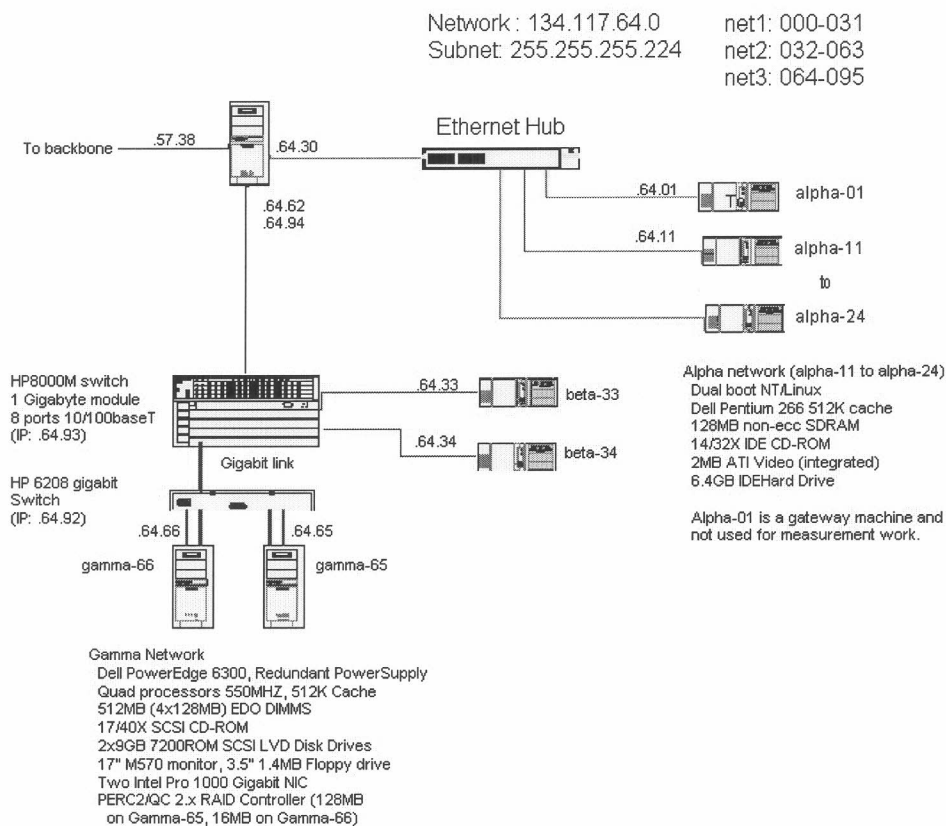 Network : 134.117.64.0
Subnet: 255.255.255.224
net1: 000-031
net2: 032-063
net3: 064-095
To backbone
.57.38
.64.30
Ethernet Hub
.64.62
.64.94
.64.01
alpha-01
.64.11
alpha-11
to
alpha-24
HP8000M switch
1 Gigabyte module
8 ports 10/100baseT
(IP: .64.93)
.64.33
beta-33
.64.34
beta-34
Gigabit link
HP 6208 gigabit
Switch
(IP: .64.92)
.64.66
.64.65
gamma-66
gamma-65
Alpha network (alpha-11 to alpha-24)
Dual boot NT/Linux
Dell Pentium 266 512K cache
128MB non-ecc SDRAM
14/32X IDE CD-ROM
2MB ATI Video (integrated)
6.4GB IDEHard Drive
Alpha-01 is a gateway machine and
not used for measurement work.
Gamma Network
Dell PowerEdge 6300, Redundant PowerSupply
Quad processors 550MHZ, 512K Cache
512MB (4x128MB) EDO DIMMS
17/40X SCSI CD-ROM
2x9GB 7200ROM SCSI LVD Disk Drives
17" M570 monitor, 3.5" 1.4MB Floppy drive
Two Intel Pro 1000 Gigabit NIC
PERC2/QC 2.x RAID Controller (128MB
on Gamma-65, 16MB on Gamma-66)